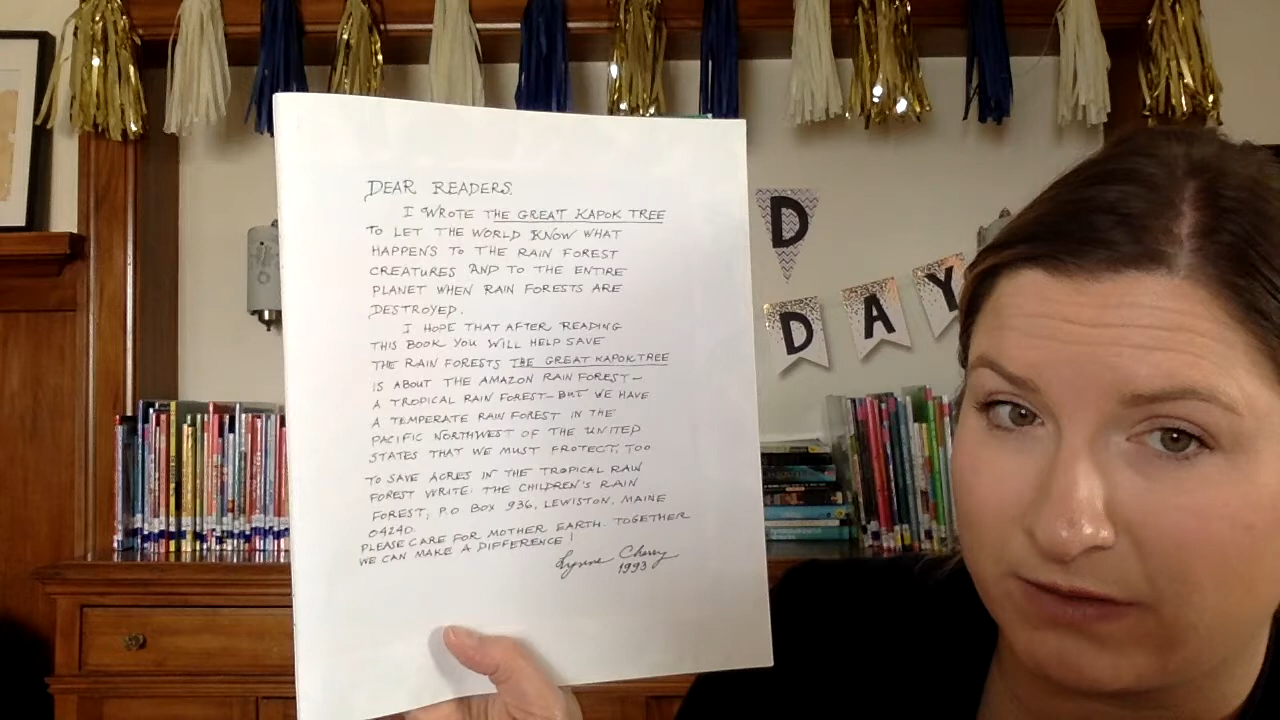 DEAR READERS:
I WROTE THE GREAT KAPOK TREE
TO LET THE WORLD KNOW WHAT
HAPPENS TO THE RAIN FOREST
CREATURES AND TO THE ENTIRE
PLANET WHEN RAIN FORESTS ARE
DESTROYED.
I HOPE THAT AFTER READING
THIS BOOK YOU WILL HELP SAVE
THE RAIN FORESTS THE GREAT KAPOK TREE
IS ABOUT THE AMAZON RAIN FOREST—
A TROPICAL RAIN FOREST—BUT WE HAVE
A TEMPERATE RAIN FOREST IN THE
PACIFIC NORTHWEST OF THE UNITED
STATES THAT WE MUST PROTECT, TOO
TO SAVE ACRES IN THE TROPICAL RAIN
FOREST WRITE: THE CHILDREN'S RAIN
FOREST, P.O BOX 936, LEWISTON, MAINE
04240.
PLEASE CARE FOR MOTHER EARTH. TOGETHER
WE CAN MAKE A DIFFERENCE!
Lynne Cherry
1993
D
DAY